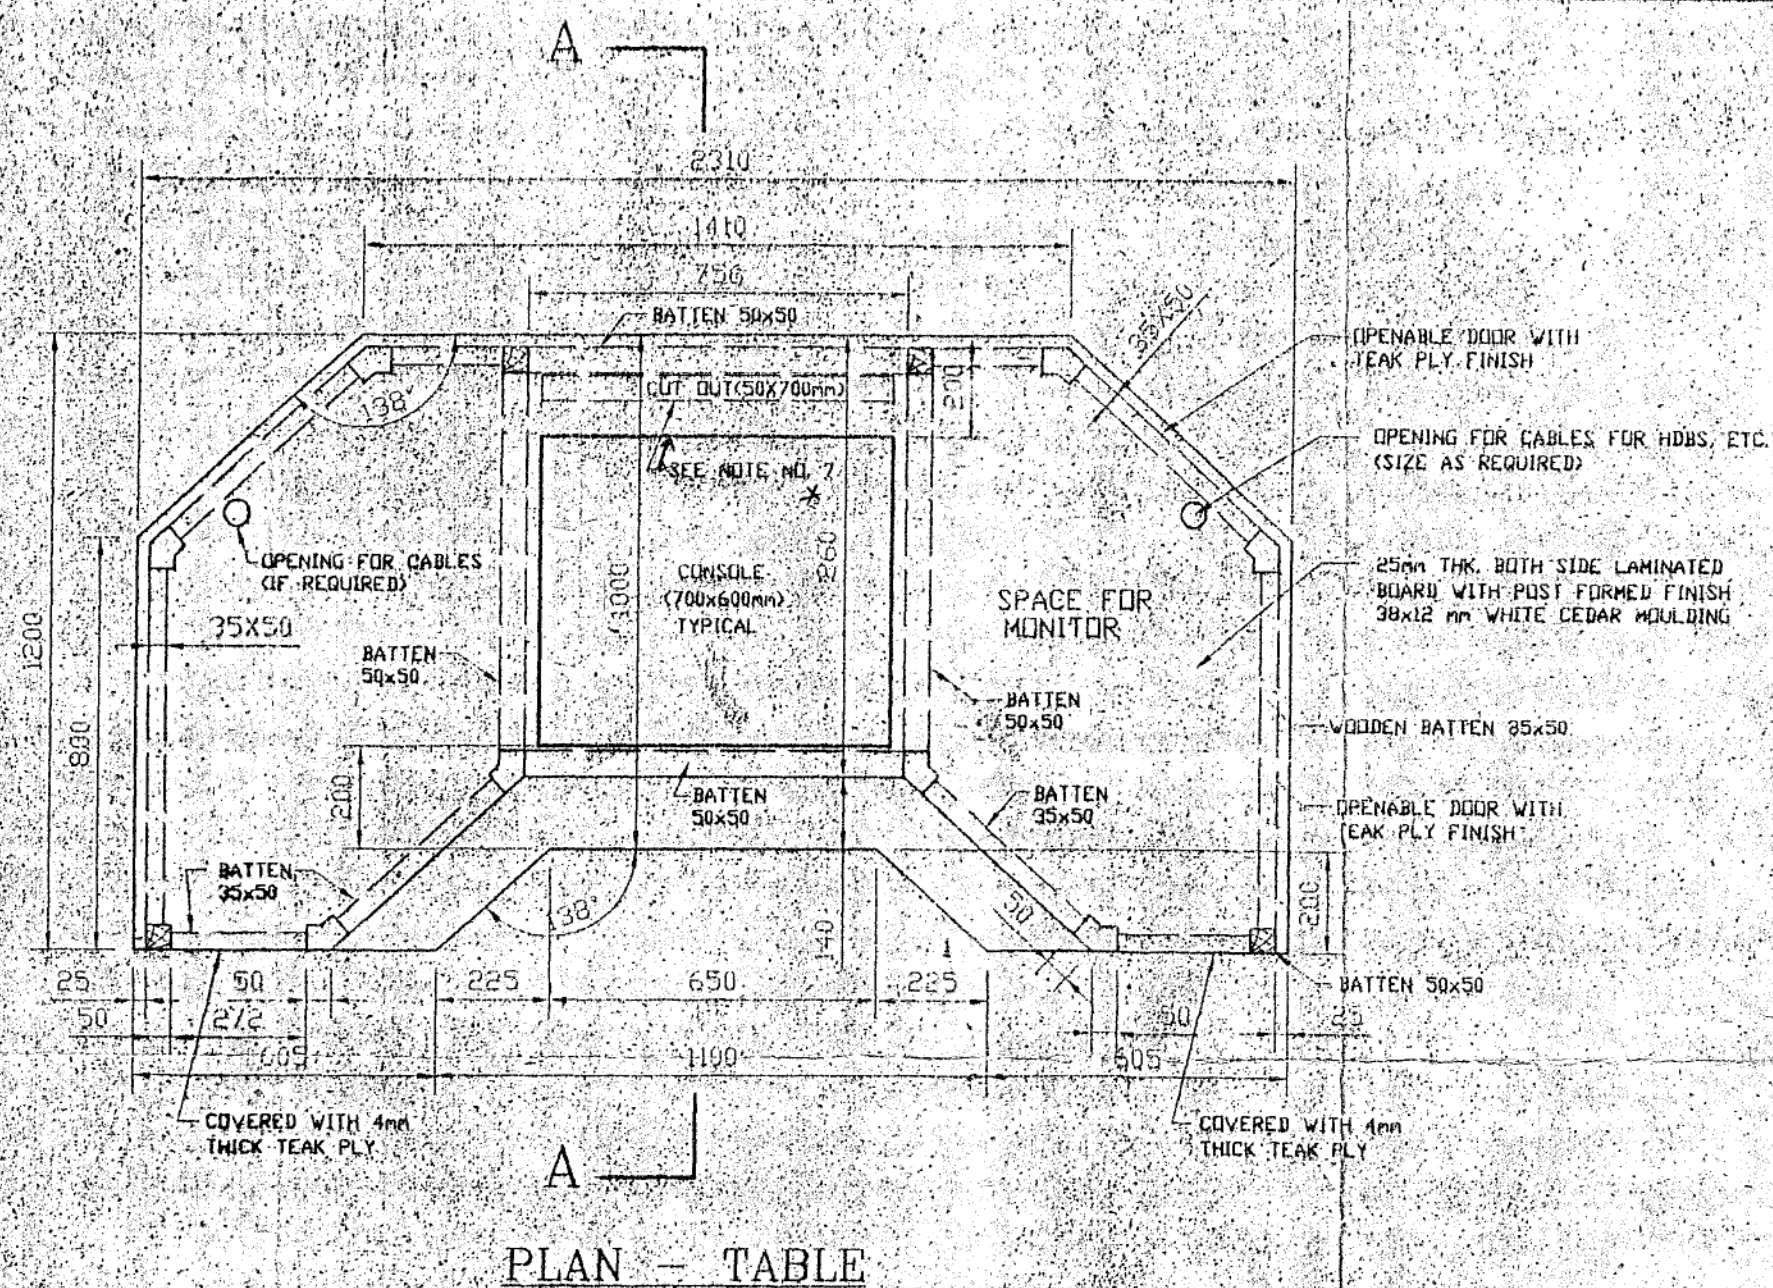 A
2310
1410
756
BATTEN 50x50
35X50
OPENABLE DOOR WITH
TEAK PLY FINISH
CUT OUT(50X700mm)
200
138°
OPENING FOR CABLES FOR HDBS, ETC.
(SIZE AS REQUIRED)
SEE NOTE NO. 7
*
OPENING FOR CABLES
(IF REQUIRED)
CONSOLE
(700x600mm)
TYPICAL
1000
SPACE FOR
MONITOR
25mm THK. BOTH SIDE LAMINATED
BOARD WITH POST FORMED FINISH
38x12 mm WHITE CEDAR MOULDING
1200
800
35X50
BATTEN
50x50
BATTEN
50x50
WOODEN BATTEN 35x50
200
BATTEN
50x50
BATTEN
35x50
OPENABLE DOOR WITH
TEAK PLY FINISH
BATTEN
35x50
138°
140
50
200
25
50
225
650
225
BATTEN 50x50
50
272
50
25
605
1100
605
COVERED WITH 4mm
THICK TEAK PLY
COVERED WITH 4mm
THICK TEAK PLY
A
PLAN - TABLE